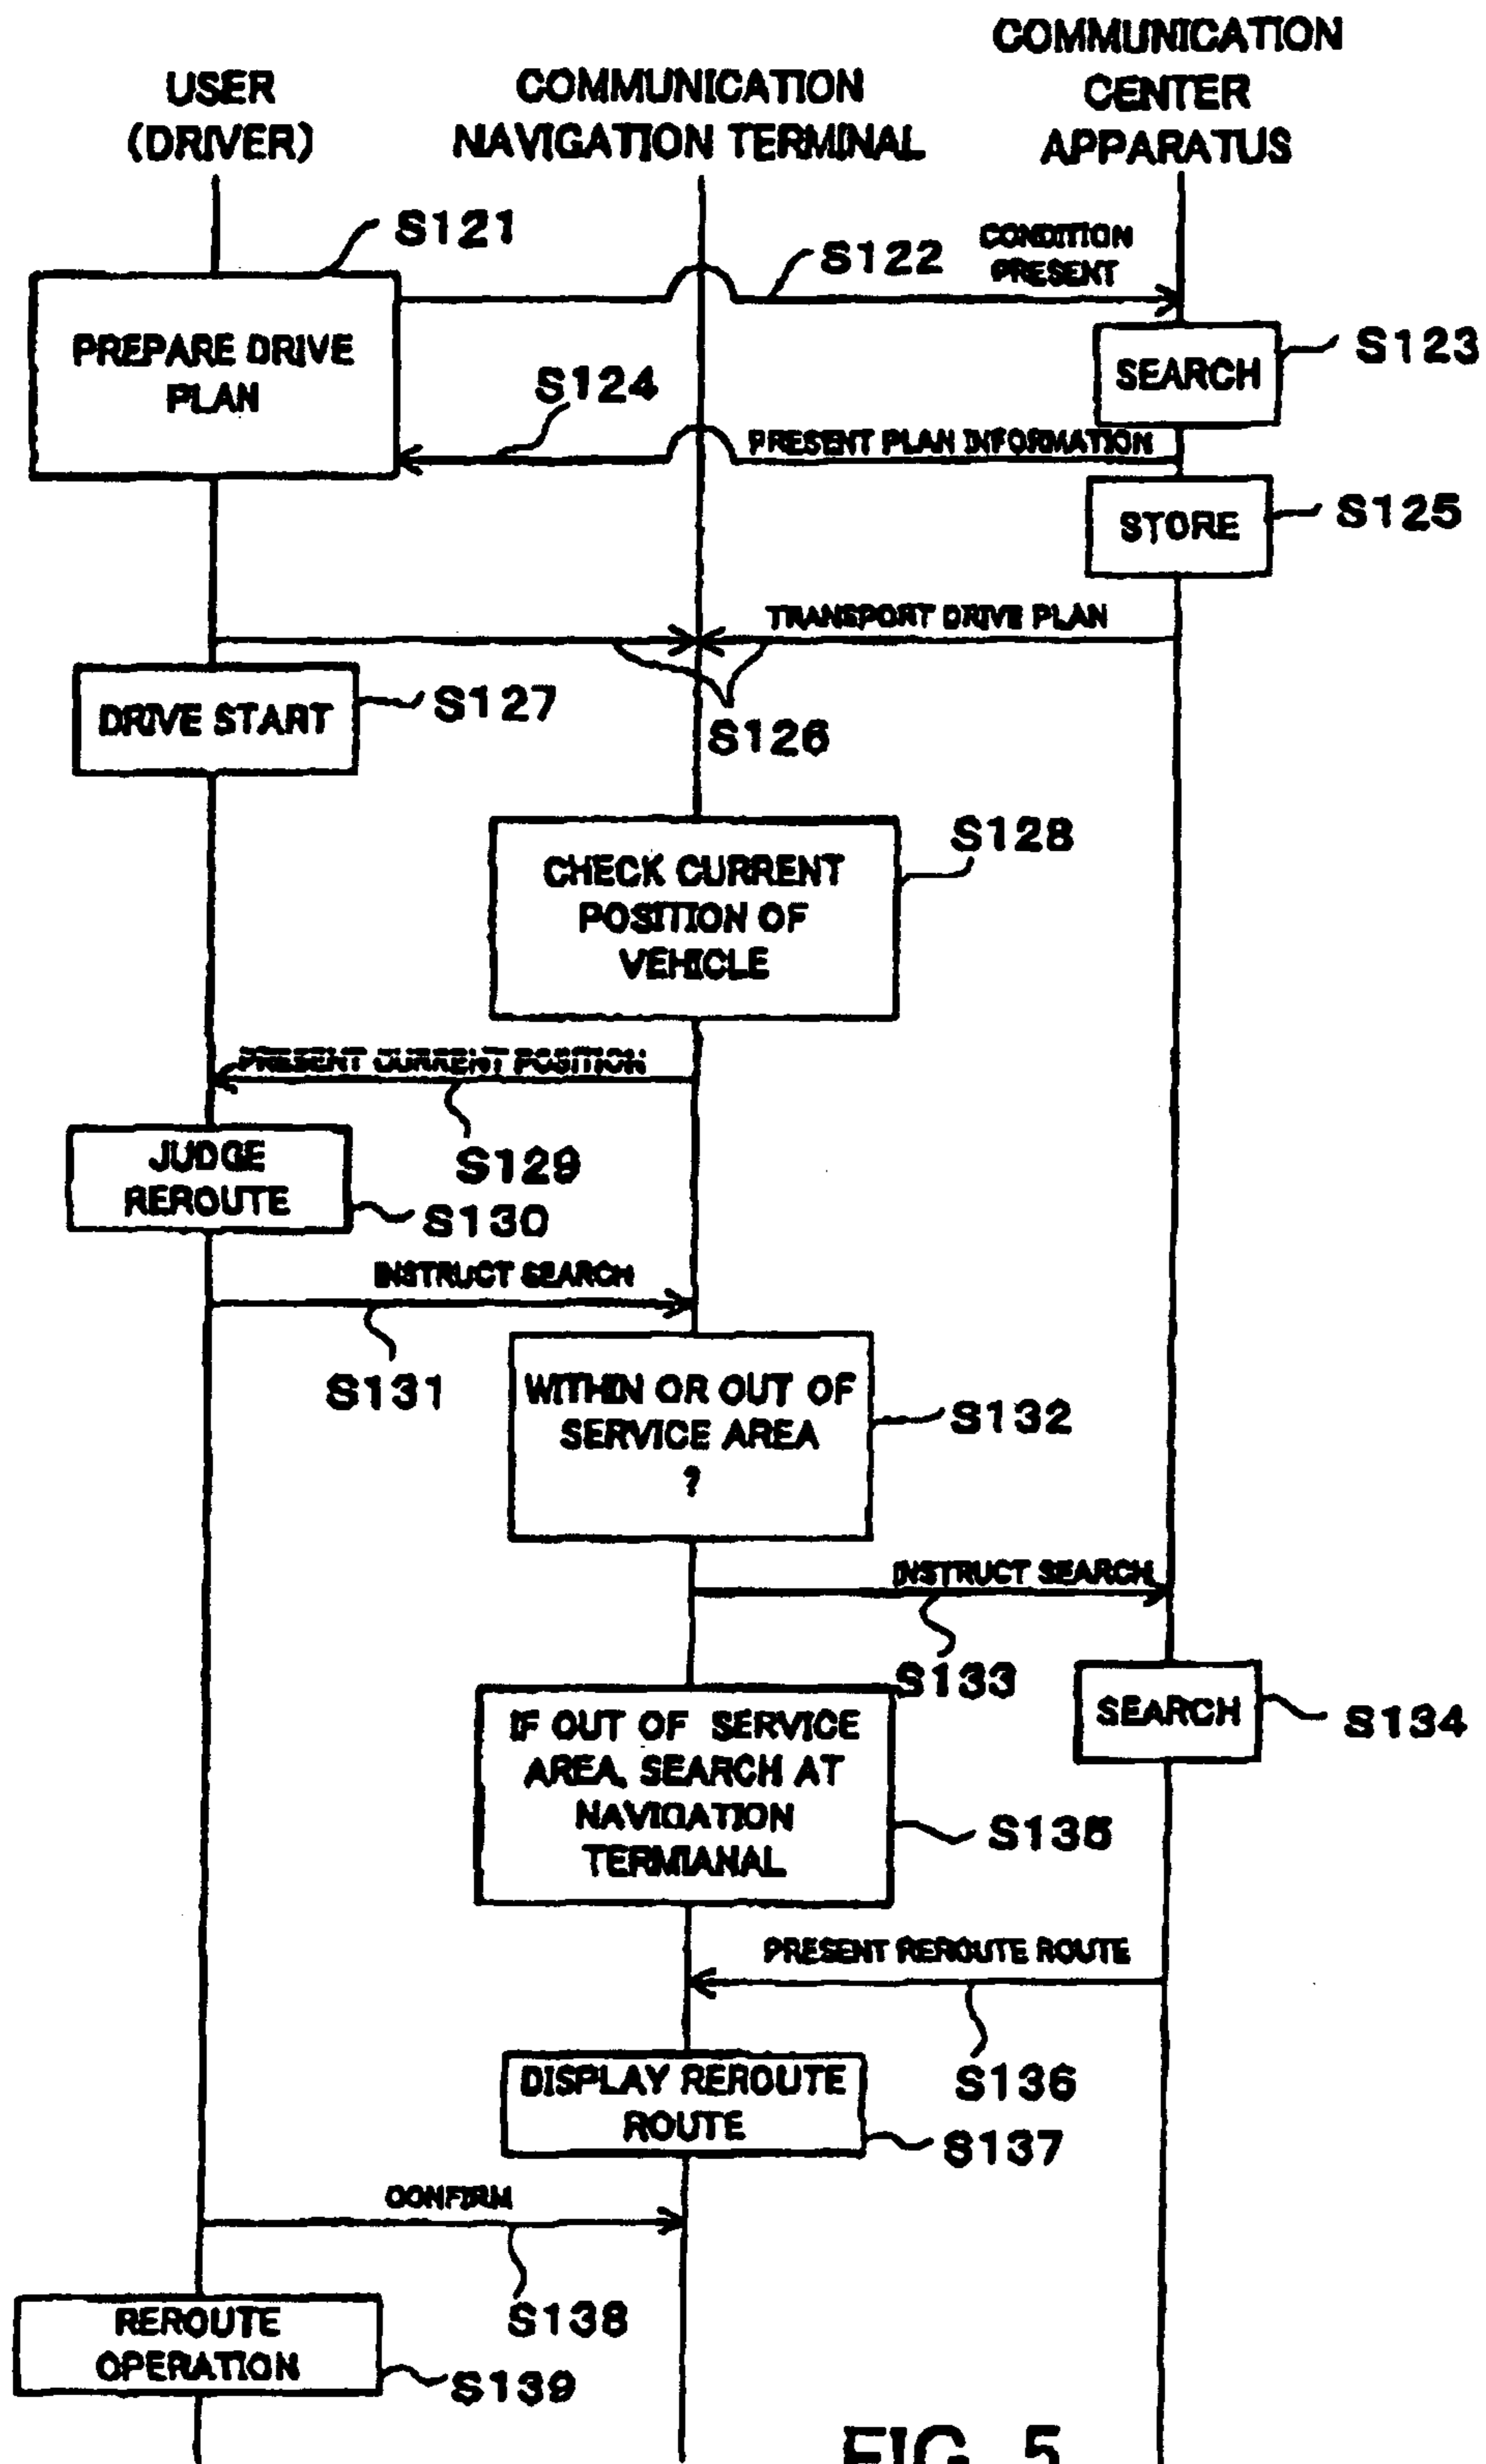 USER
(DRIVER)
COMMUNICATION
NAVIGATION TERMINAL
COMMUNICATION
CENTER
APPARATUS
S121
S122
CONDITION
PRESENT
PREPARE DRIVE
PLAN
SEARCH
S123
S124
PRESENT PLAN INFORMATION
STORE
S125
TRANSPORT DRIVE PLAN
DRIVE START
S127
S126
S128
CHECK CURRENT
POSITION OF
VEHICLE
PRESENT CURRENT POSITION
S129
JUDGE
REROUTE
S130
INSTRUCT SEARCH
S131
WITHIN OR OUT OF
SERVICE AREA
?
S132
INSTRUCT SEARCH
S133
SEARCH
S134
IF OUT OF SERVICE
AREA, SEARCH AT
NAVIGATION
TERMIANAL
S135
PRESENT REROUTE ROUTE
S136
DISPLAY REROUTE
ROUTE
S137
CONFIRM
S138
REROUTE
OPERATION
S139
FIG. 5